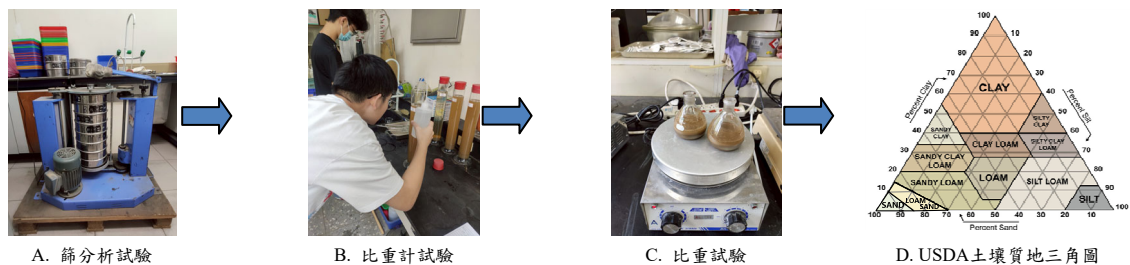 100
90
10
80
20
70
30
60
40
50
CLAY
50
60
40
SILTY
CLAY
SANDY
CLAY
70
30
CLAY LOAM
SILTY CLAY
LOAM
80
20
SANDY CLAY
LOAM
LOAM
90
10
SANDY LOAM
SILT LOAM
SAND
LOAM
SAND
SILT
100
90
80
70
60
50
40
30
20
10
100
Percent Clay
Percent Silt
Percent Sand
A. 篩分析試驗
B. 比重計試驗
C. 比重試驗
D. USDA土壤質地三角圖